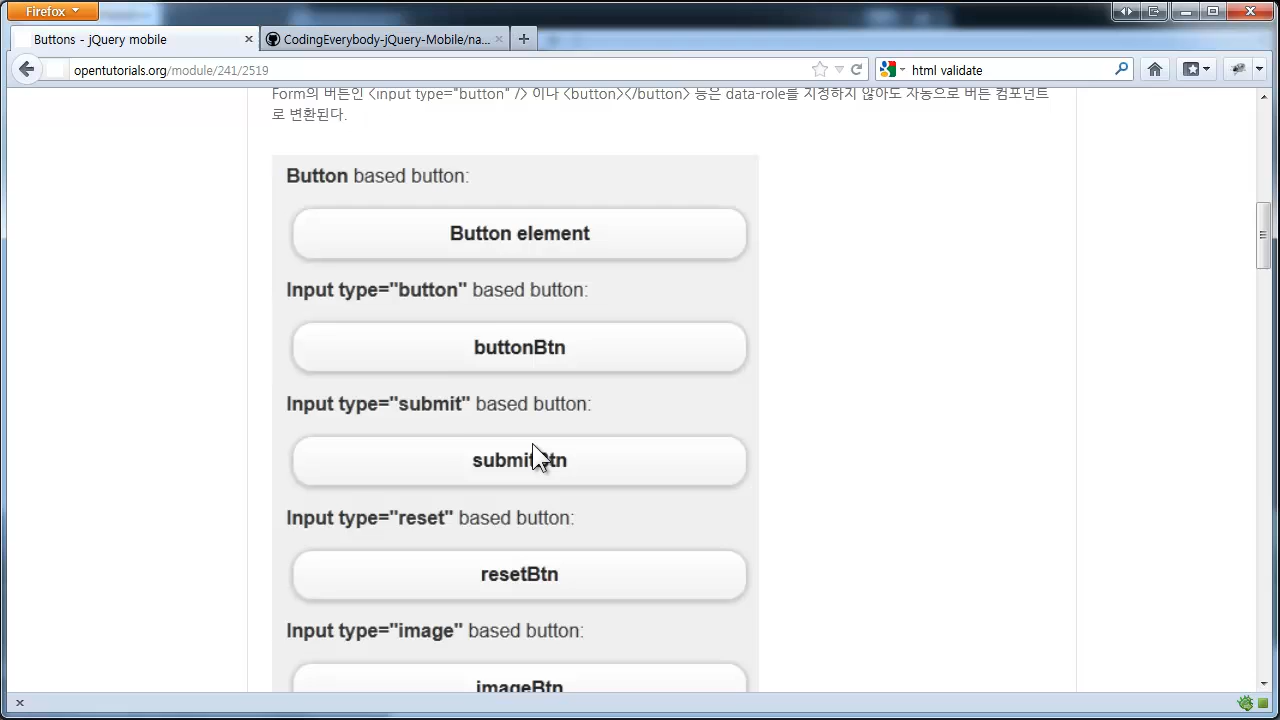 Firefox
Buttons - jQuery mobile
CodingEverybody-jQuery-Mobile/na...
opentutorials.org/module/241/2519
html validate
Form의 버튼인 <input type="button" /> 이나 <button></button> 등은 data-role를 지정하지 않아도 자동으로 버튼 컴포넌트
로 변환된다.
Button based button:
Button element
Input type="button" based button:
buttonBtn
Input type="submit" based button:
submitBtn
Input type="reset" based button:
resetBtn
Input type="image" based button:
imageBtn